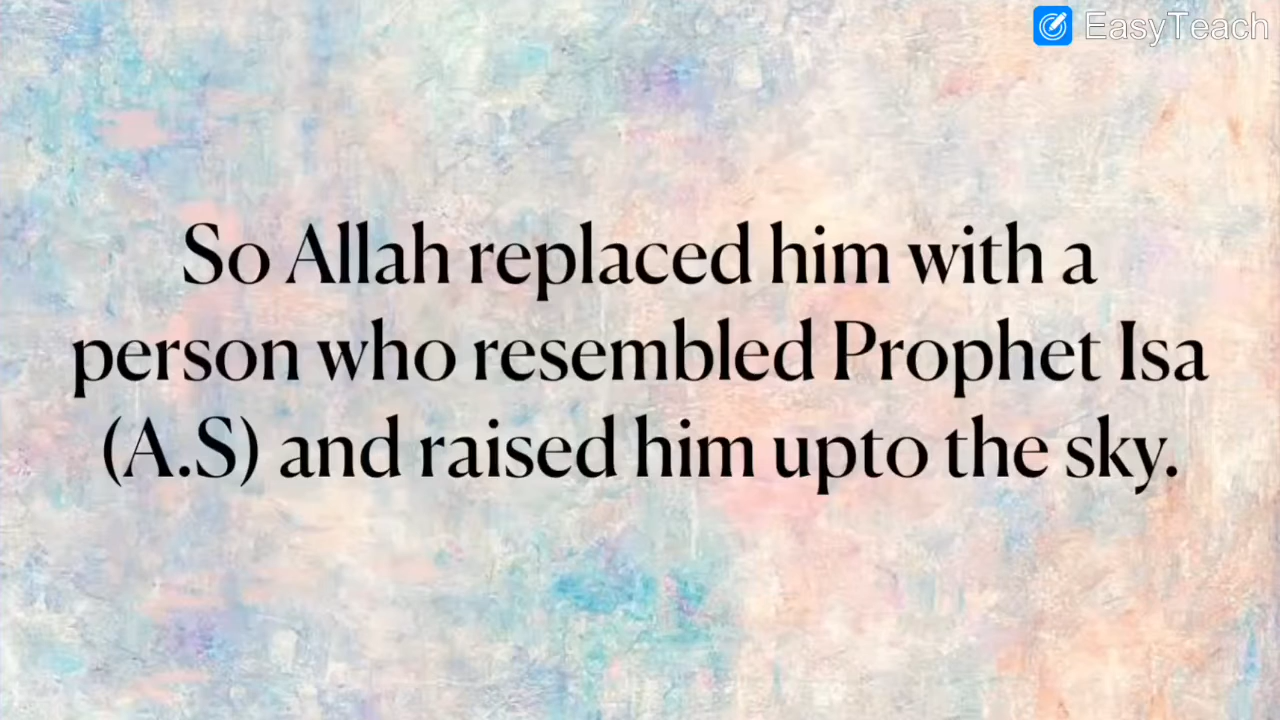 EasyTeach
So Allah replaced him with a
person who resembled Prophet Isa
(A.S) and raised him upto the sky.